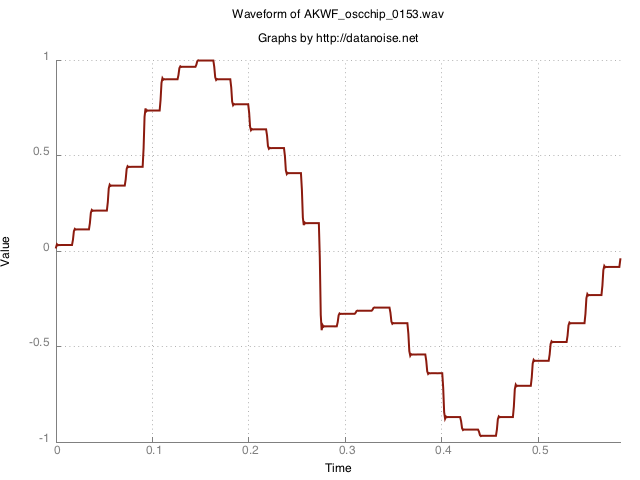 Waveform of AKWF_oscchip_0153.wav
Graphs by http://datanoise.net
1
0.5
0
-0.5
-1
Value
0
0.1
0.2
0.3
0.4
0.5
Time